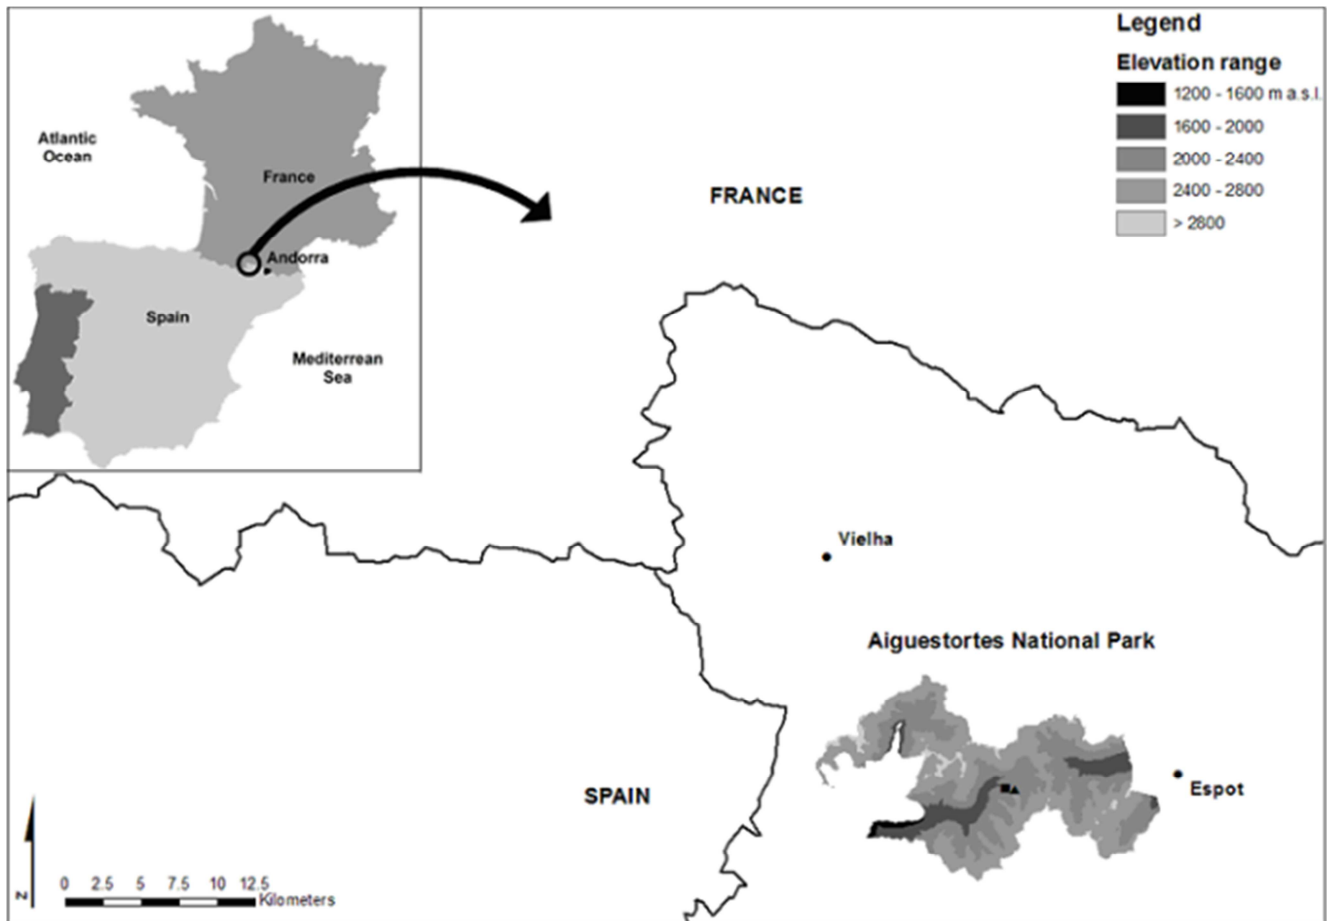 Legend
Elevation range
1200 - 1600 m a.s.l.
1600 - 2000
2000 - 2400
2400 - 2800
> 2800
Atlantic
Ocean
France
Andorra
Spain
Mediterrean
Sea
FRANCE
Vielha
Aiguestortes National Park
SPAIN
Espot
N
0 2.5 5 7.5 10 12.5
Kilometers